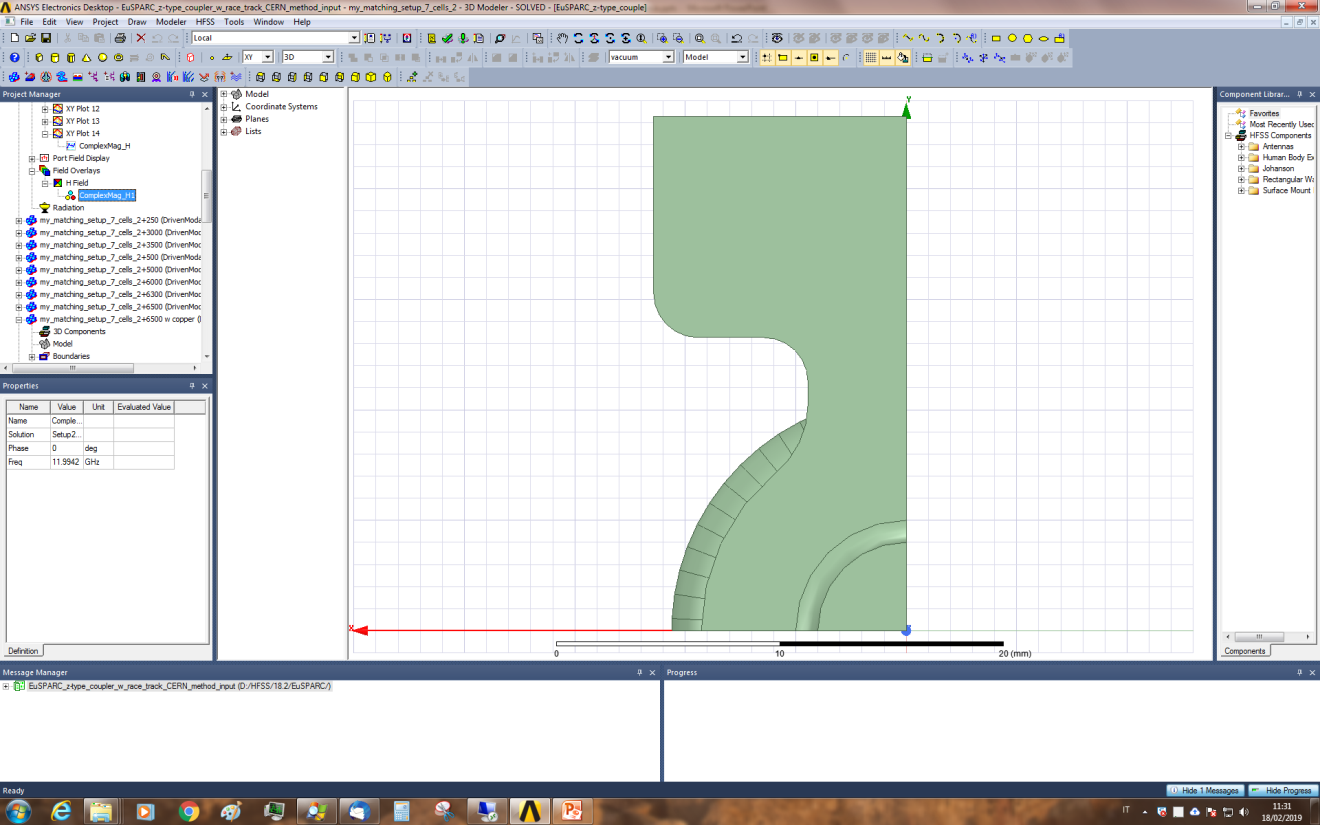 ANSYS Electronics Desktop - EuSPARC_z-type_coupler_w_race_track_CERN_method_input - my_matching_setup_7_cells_2 - 3D Modeler - SOLVED - [EuSPARC_z-type_couple]
File Edit View Project Draw Modeler HFSS Tools Window Help
Local
XY 3D vacuum Model
Project Manager
XY Plot 12
XY Plot 13
XY Plot 14
ComplexMag_H
Port Field Display
Field Overlays
H Field
ComplexMag_H1
Radiation
my_matching_setup_7_cells_2+250 (DrivenModa
my_matching_setup_7_cells_2+3000 (DrivenMod
my_matching_setup_7_cells_2+3500 (DrivenMod
my_matching_setup_7_cells_2+500 (DrivenModa
my_matching_setup_7_cells_2+5000 (DrivenMod
my_matching_setup_7_cells_2+6000 (DrivenMod
my_matching_setup_7_cells_2+6300 (DrivenMod
my_matching_setup_7_cells_2+6500 (DrivenMod
my_matching_setup_7_cells_2+6500 w copper (
3D Components
Model
Boundaries
Properties
Name Value Unit Evaluated Value
Name Comple...
Solution Setup2...
Phase 0 deg
Freq 11.9942 GHz
Definition
Model
Coordinate Systems
Planes
Lists
Y
X
Z
0 10 20 (mm)
Component Librar...
Favorites
Most Recently Used
HFSS Components
Antennas
Human Body
Johanson
Rectangular
Surface Mount
Components
Message Manager
EuSPARC_z-type_coupler_w_race_track_CERN_method_input (D:/HFSS/18.2/EuSPARC/)
Progress
Ready
Hide 1 Messages Hide Progress
IT
11:31
18/02/2019